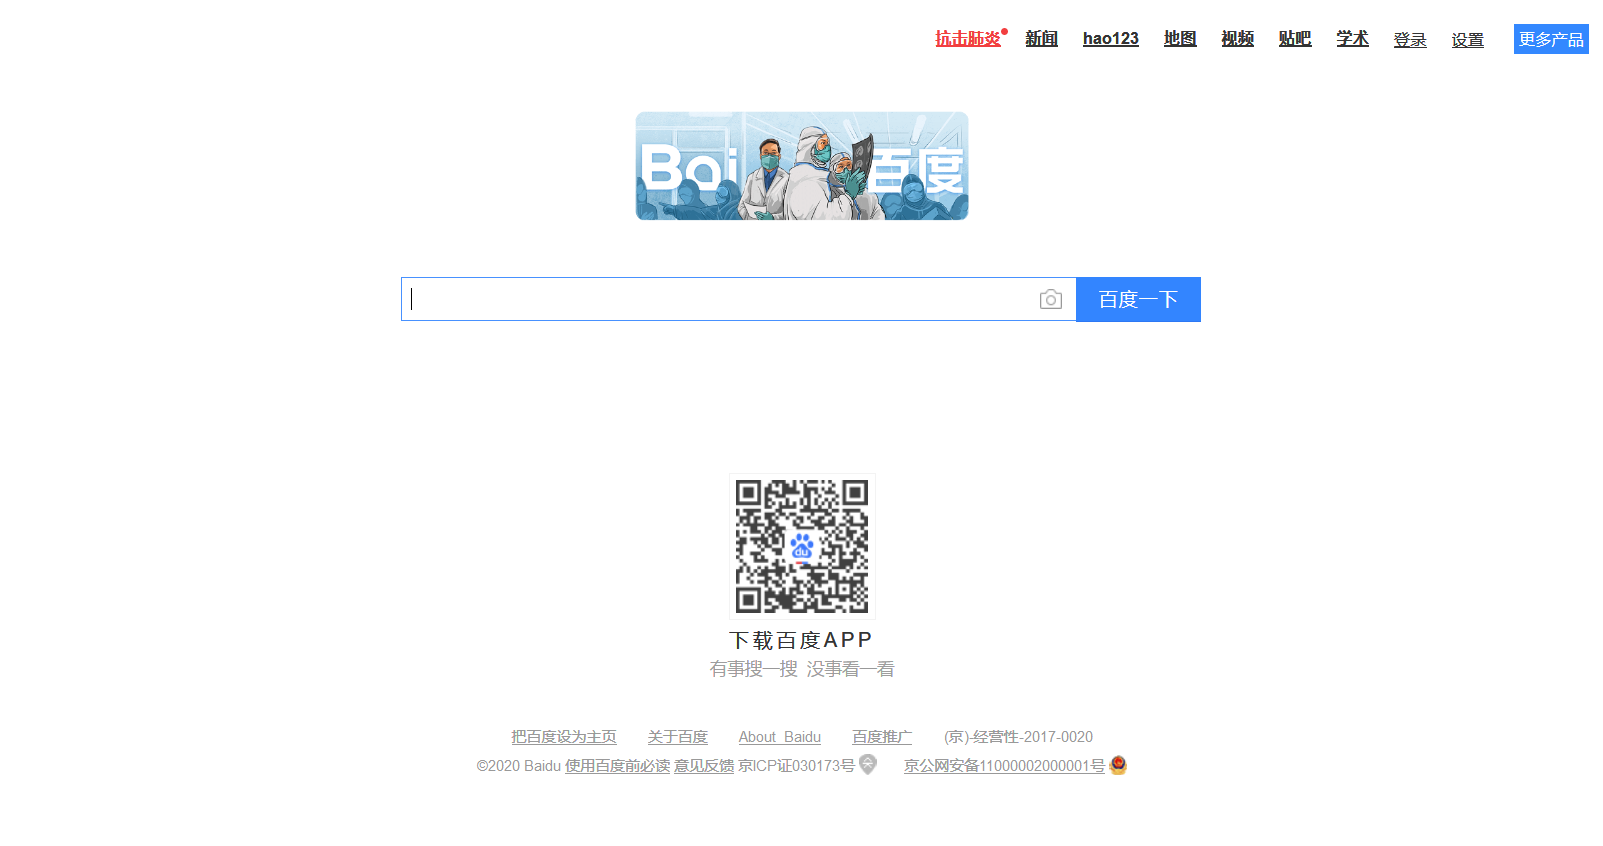 抗击肺炎 新闻 hao123 地图 视频 贴吧 学术 登录 设置 更多产品
Bai 百度
百度一下
du
下载百度APP
有事搜一搜 没事看一看
把百度设为主页 关于百度 About Baidu 百度推广 (京)-经营性-2017-0020
©2020 Baidu 使用百度前必读 意见反馈 京ICP证030173号 京公网安备11000002000001号